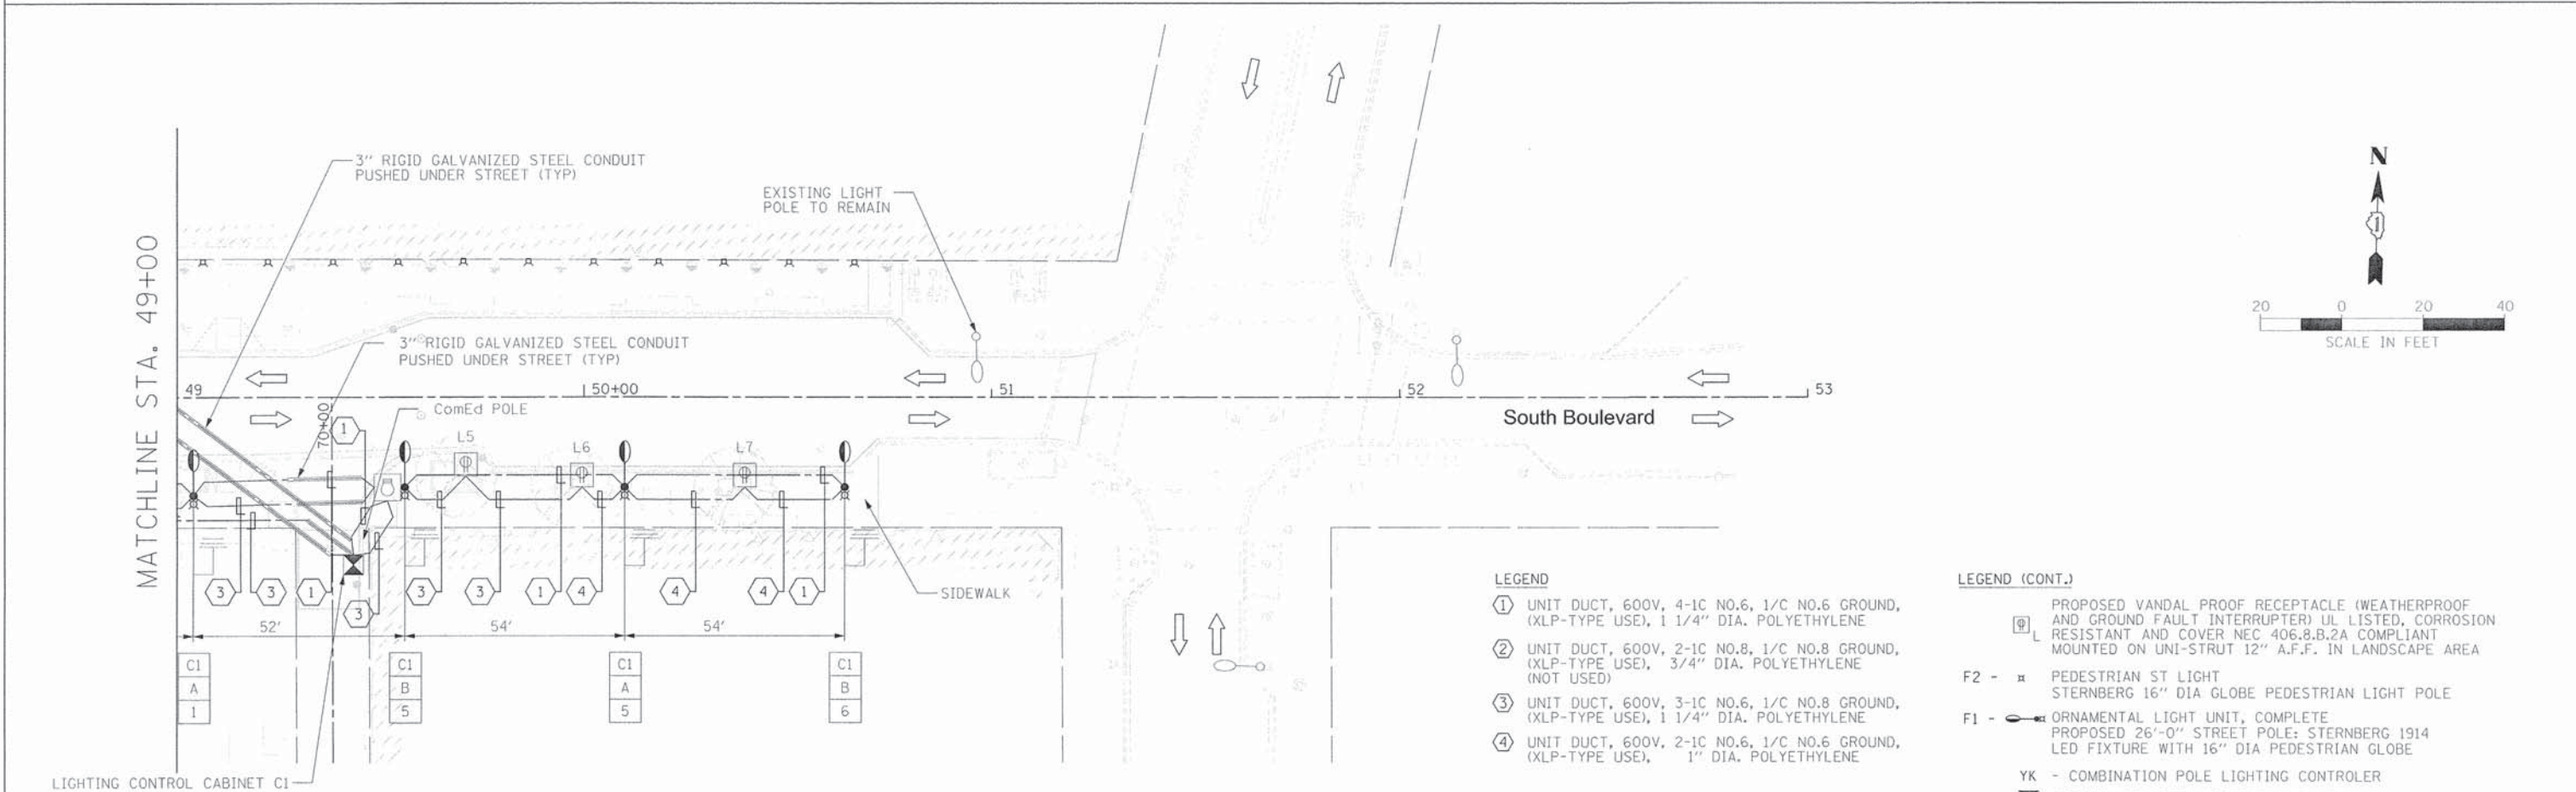 3" RIGID GALVANIZED STEEL CONDUIT
PUSHED UNDER STREET (TYP)
EXISTING LIGHT
POLE TO REMAIN
MATCHLINE STA. 49+00
3" RIGID GALVANIZED STEEL CONDUIT
PUSHED UNDER STREET (TYP)
N
1
20 0 20 40
SCALE IN FEET
49 50+00 51 52 53
70+00
ComEd POLE
South Boulevard
1
L5 L6 L7
3 3 1 3 3 3 1 4 4 4 1
SIDEWALK
52' 54' 54'
C1 C1 C1 C1
A B A B
1 5 5 6
LIGHTING CONTROL CABINET C1
LEGEND
1 UNIT DUCT, 600V, 4-1C NO.6, 1/C NO.6 GROUND,
(XLP-TYPE USE), 1 1/4" DIA. POLYETHYLENE
2 UNIT DUCT, 600V, 2-1C NO.8, 1/C NO.8 GROUND,
(XLP-TYPE USE), 3/4" DIA. POLYETHYLENE
(NOT USED)
3 UNIT DUCT, 600V, 3-1C NO.6, 1/C NO.8 GROUND,
(XLP-TYPE USE), 1 1/4" DIA. POLYETHYLENE
4 UNIT DUCT, 600V, 2-1C NO.6, 1/C NO.6 GROUND,
(XLP-TYPE USE), 1" DIA. POLYETHYLENE
LEGEND (CONT.)
PROPOSED VANDAL PROOF RECEPTACLE (WEATHERPROOF
AND GROUND FAULT INTERRUPTER) UL LISTED, CORROSION
L RESISTANT AND COVER NEC 406.8.B.2A COMPLIANT
MOUNTED ON UNI-STRUT 12" A.F.F. IN LANDSCAPE AREA
F2 - PEDESTRIAN ST LIGHT
STERNBERG 16" DIA GLOBE PEDESTRIAN LIGHT POLE
F1 - ORNAMENTAL LIGHT UNIT, COMPLETE
PROPOSED 26'-0" STREET POLE: STERNBERG 1914
LED FIXTURE WITH 16" DIA PEDESTRIAN GLOBE
YK - COMBINATION POLE LIGHTING CONTROLER